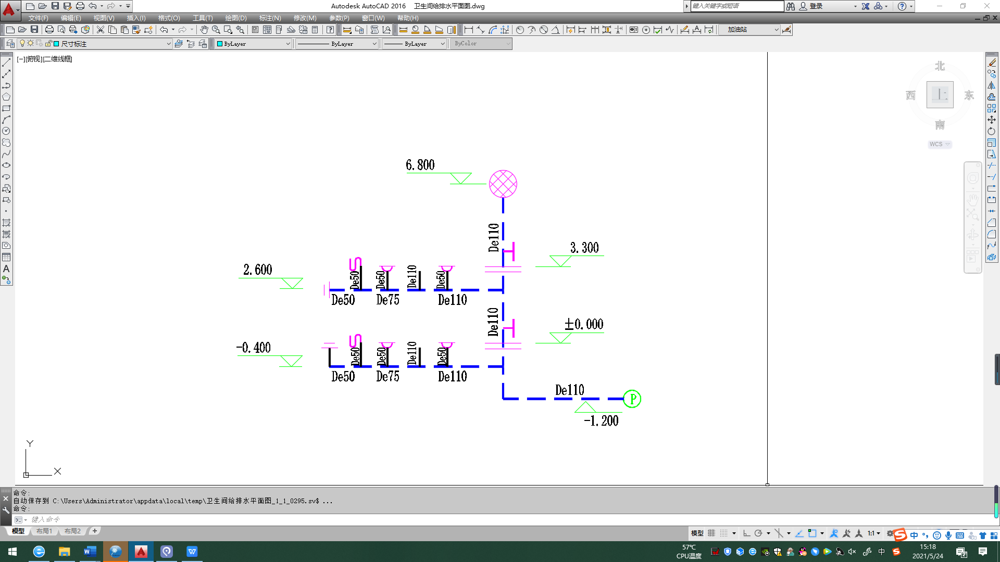 Autodesk AutoCAD 2016 卫生间给排水平面图.dwg
键入关键字或短语
登录
文件(F) 编辑(E) 视图(V) 插入(I) 格式(O) 工具(T) 绘图(D) 标注(N) 修改(M) 参数(P) 窗口(W) 帮助(H)
加油站
尺寸标注
ByLayer
ByLayer
ByLayer
ByColor
[−][俯视][二维线框]
北
西
东
南
WCS
6.800
De110
3.300
2.600
De50
De50
De110
De50
De50
De75
De110
De110
±0.000
-0.400
De50
De50
De110
De50
De50
De75
De110
De110
P
-1.200
Y
X
A
命令:
自动保存到 C:\Users\Administrator\appdata\local\temp\卫生间给排水平面图_1_1_0295.sv$ ...
命令:
键入命令
模型 布局1 布局2 +
模型
1:1
中
57℃
CPU温度
中
15:18
2021/5/24
2